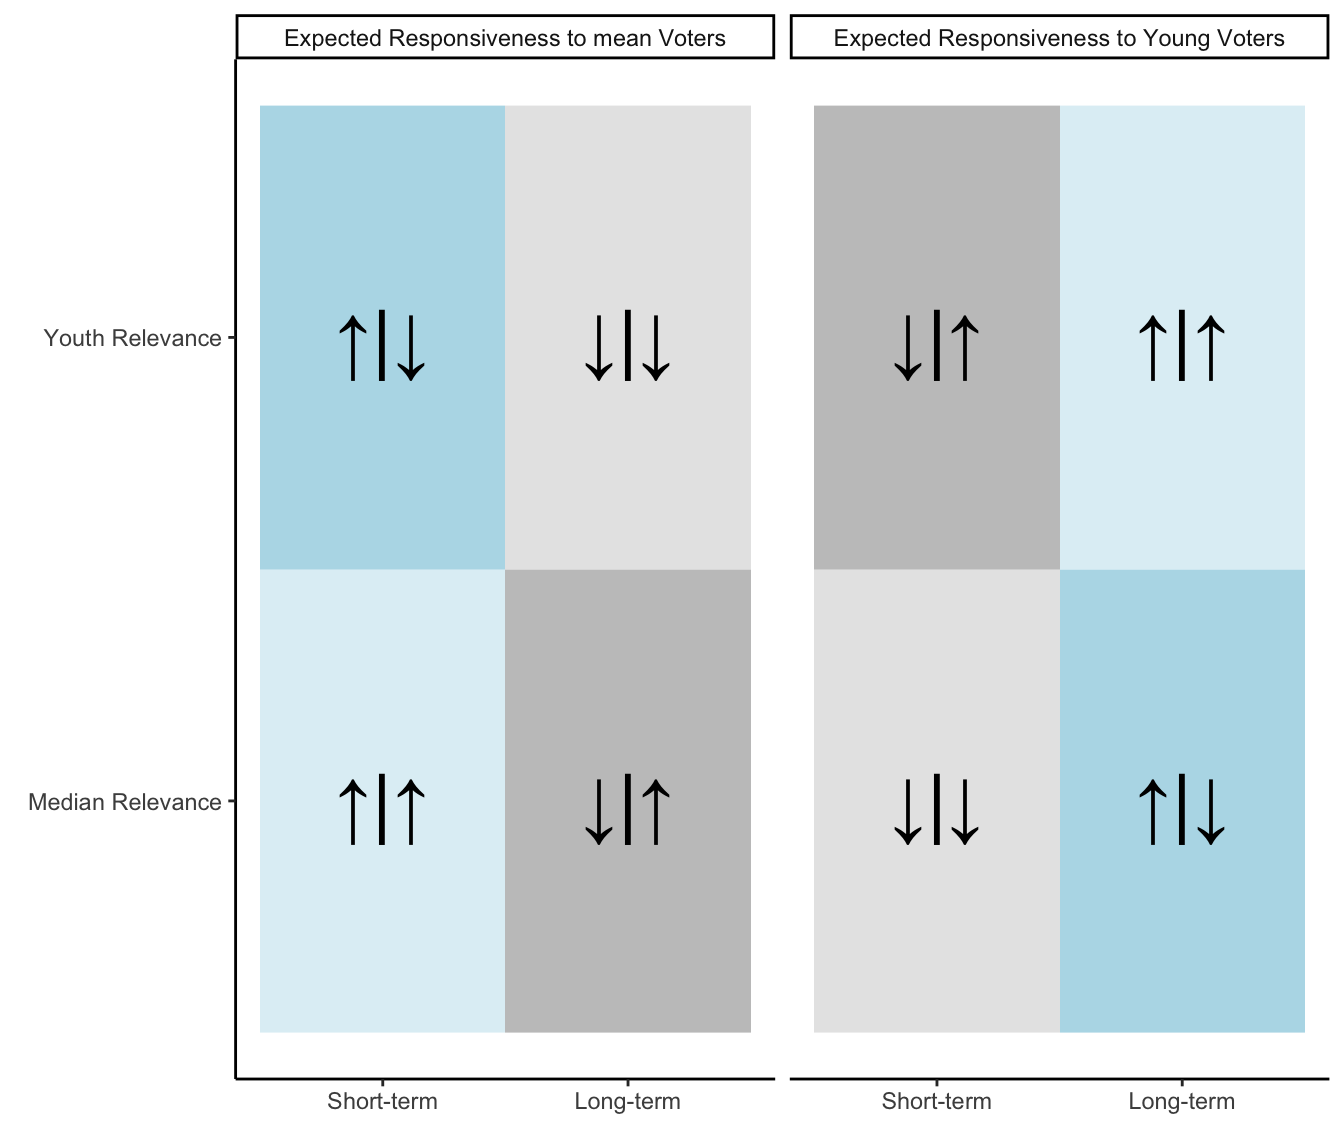 Expected Responsiveness to mean Voters
Expected Responsiveness to Young Voters
Youth Relevance
↑|↓
↓|↓
↓|↑
↑|↑
Median Relevance
↑|↑
↓|↑
↓|↓
↑|↓
Short-term
Long-term
Short-term
Long-term